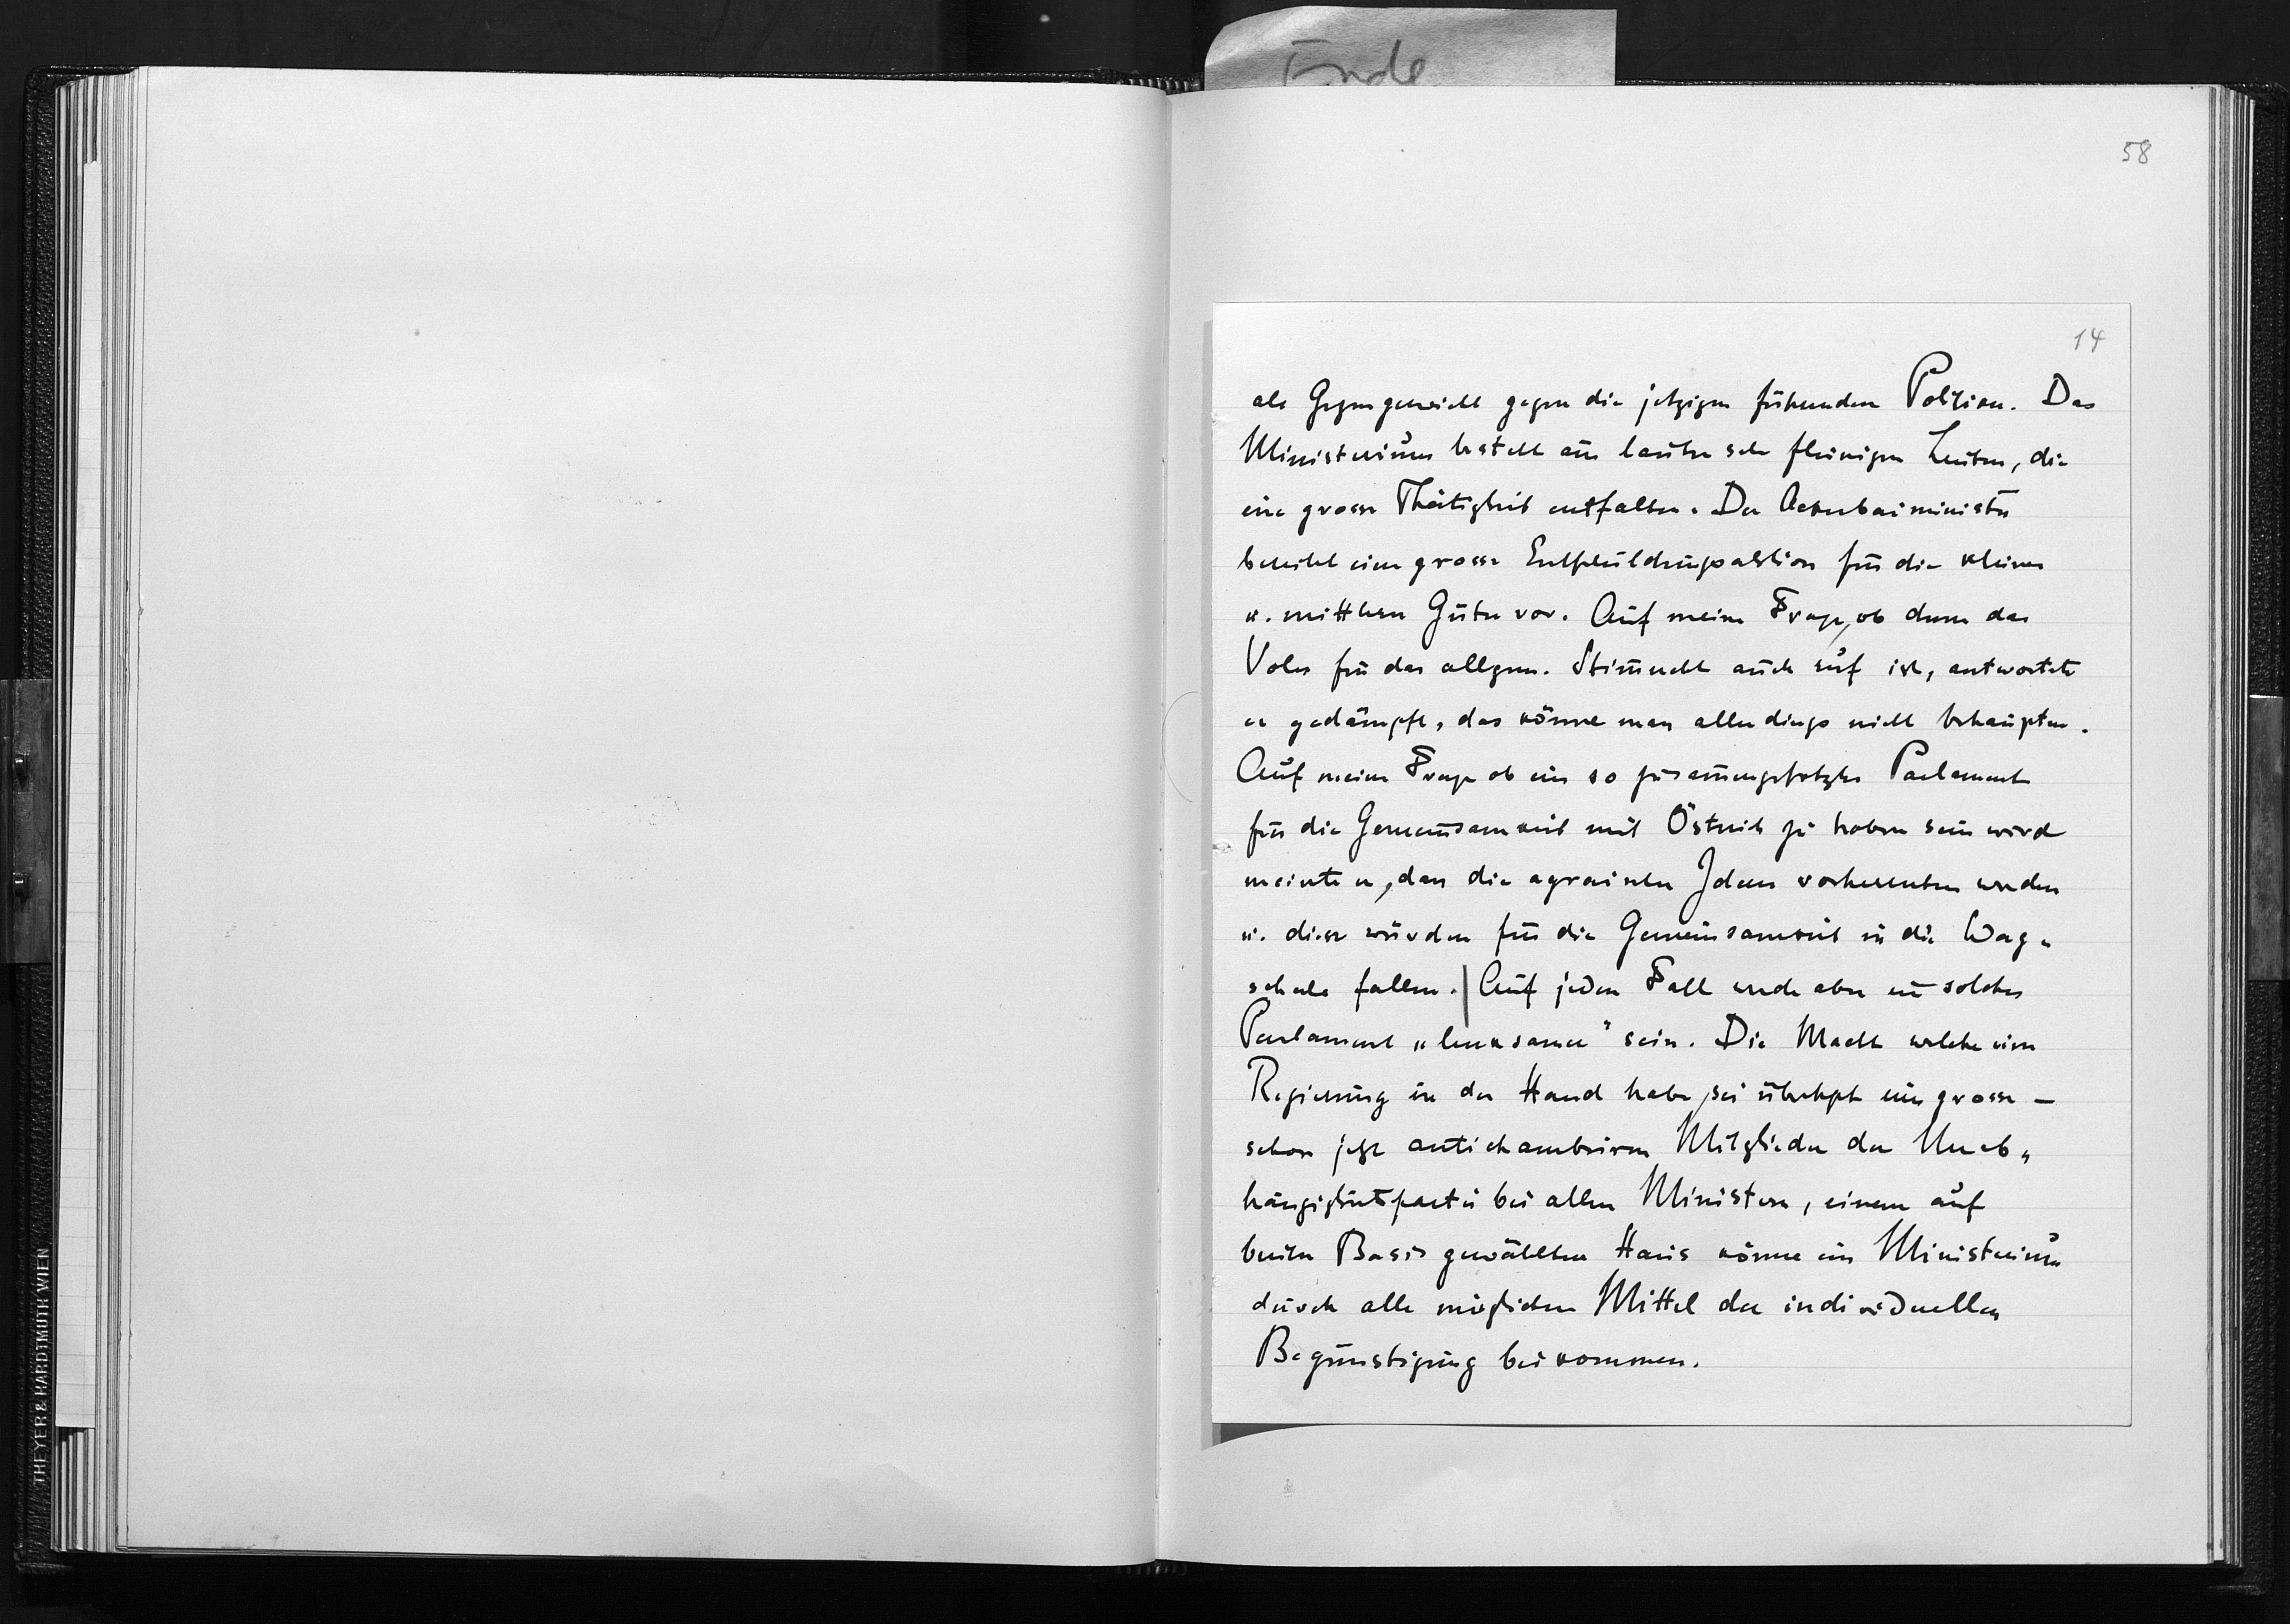 Ende
58
14
als Gegengewicht gegen die jetzigen führenden Politiker. Das
Ministerium besteht aus lauter sehr fleissigen Leuten, die
eine grosse Thätigkeit entfalten. Der Ackerbauminister
bereitet eine grosse Entschuldungsaktion für die kleinen
u. mittleren Güter vor. Auf meine Frage, ob denn das
Volk für das allgem. Stimmrecht auch reif ist, antwortete
er gedämpft, das könne man allerdings nicht behaupten.
Auf meine Frage ob ein so zusammengesetztes Parlament
für die Gemeinsamkeit mit Östreich zu haben sein wird
meinte er, dass die agrarischen Ideen vorherrschen werden
u. diese würden für die Gemeinsamkeit in die Wag-
schale fallen. Auf jeden Fall werde aber ein solches
Parlament „lenksamer" sein. Die Macht welche eine
Regierung in der Hand habe, sei überhpt eine grosse –
schon jetzt antichambriren Mitglieder der Unab-
hängigkeitspartei bei allen Ministern, einem auf
breiter Basis gewählten Haus könne ein Ministerium
durch alle möglichen Mittel der individuellen
Begünstigung beikommen.
THEYER & HARDTMUTH WIEN